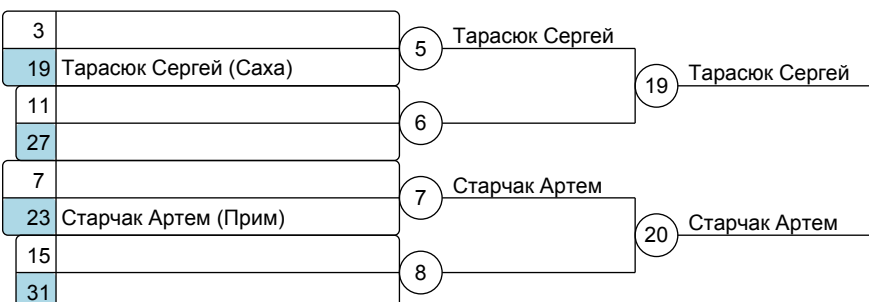 3
5 Тарасюк Сергей
19 Тарасюк Сергей (Саха)
19 Тарасюк Сергей
11
6
27
7
7 Старчак Артем
23 Старчак Артем (Прим)
20 Старчак Артем
15
8
31